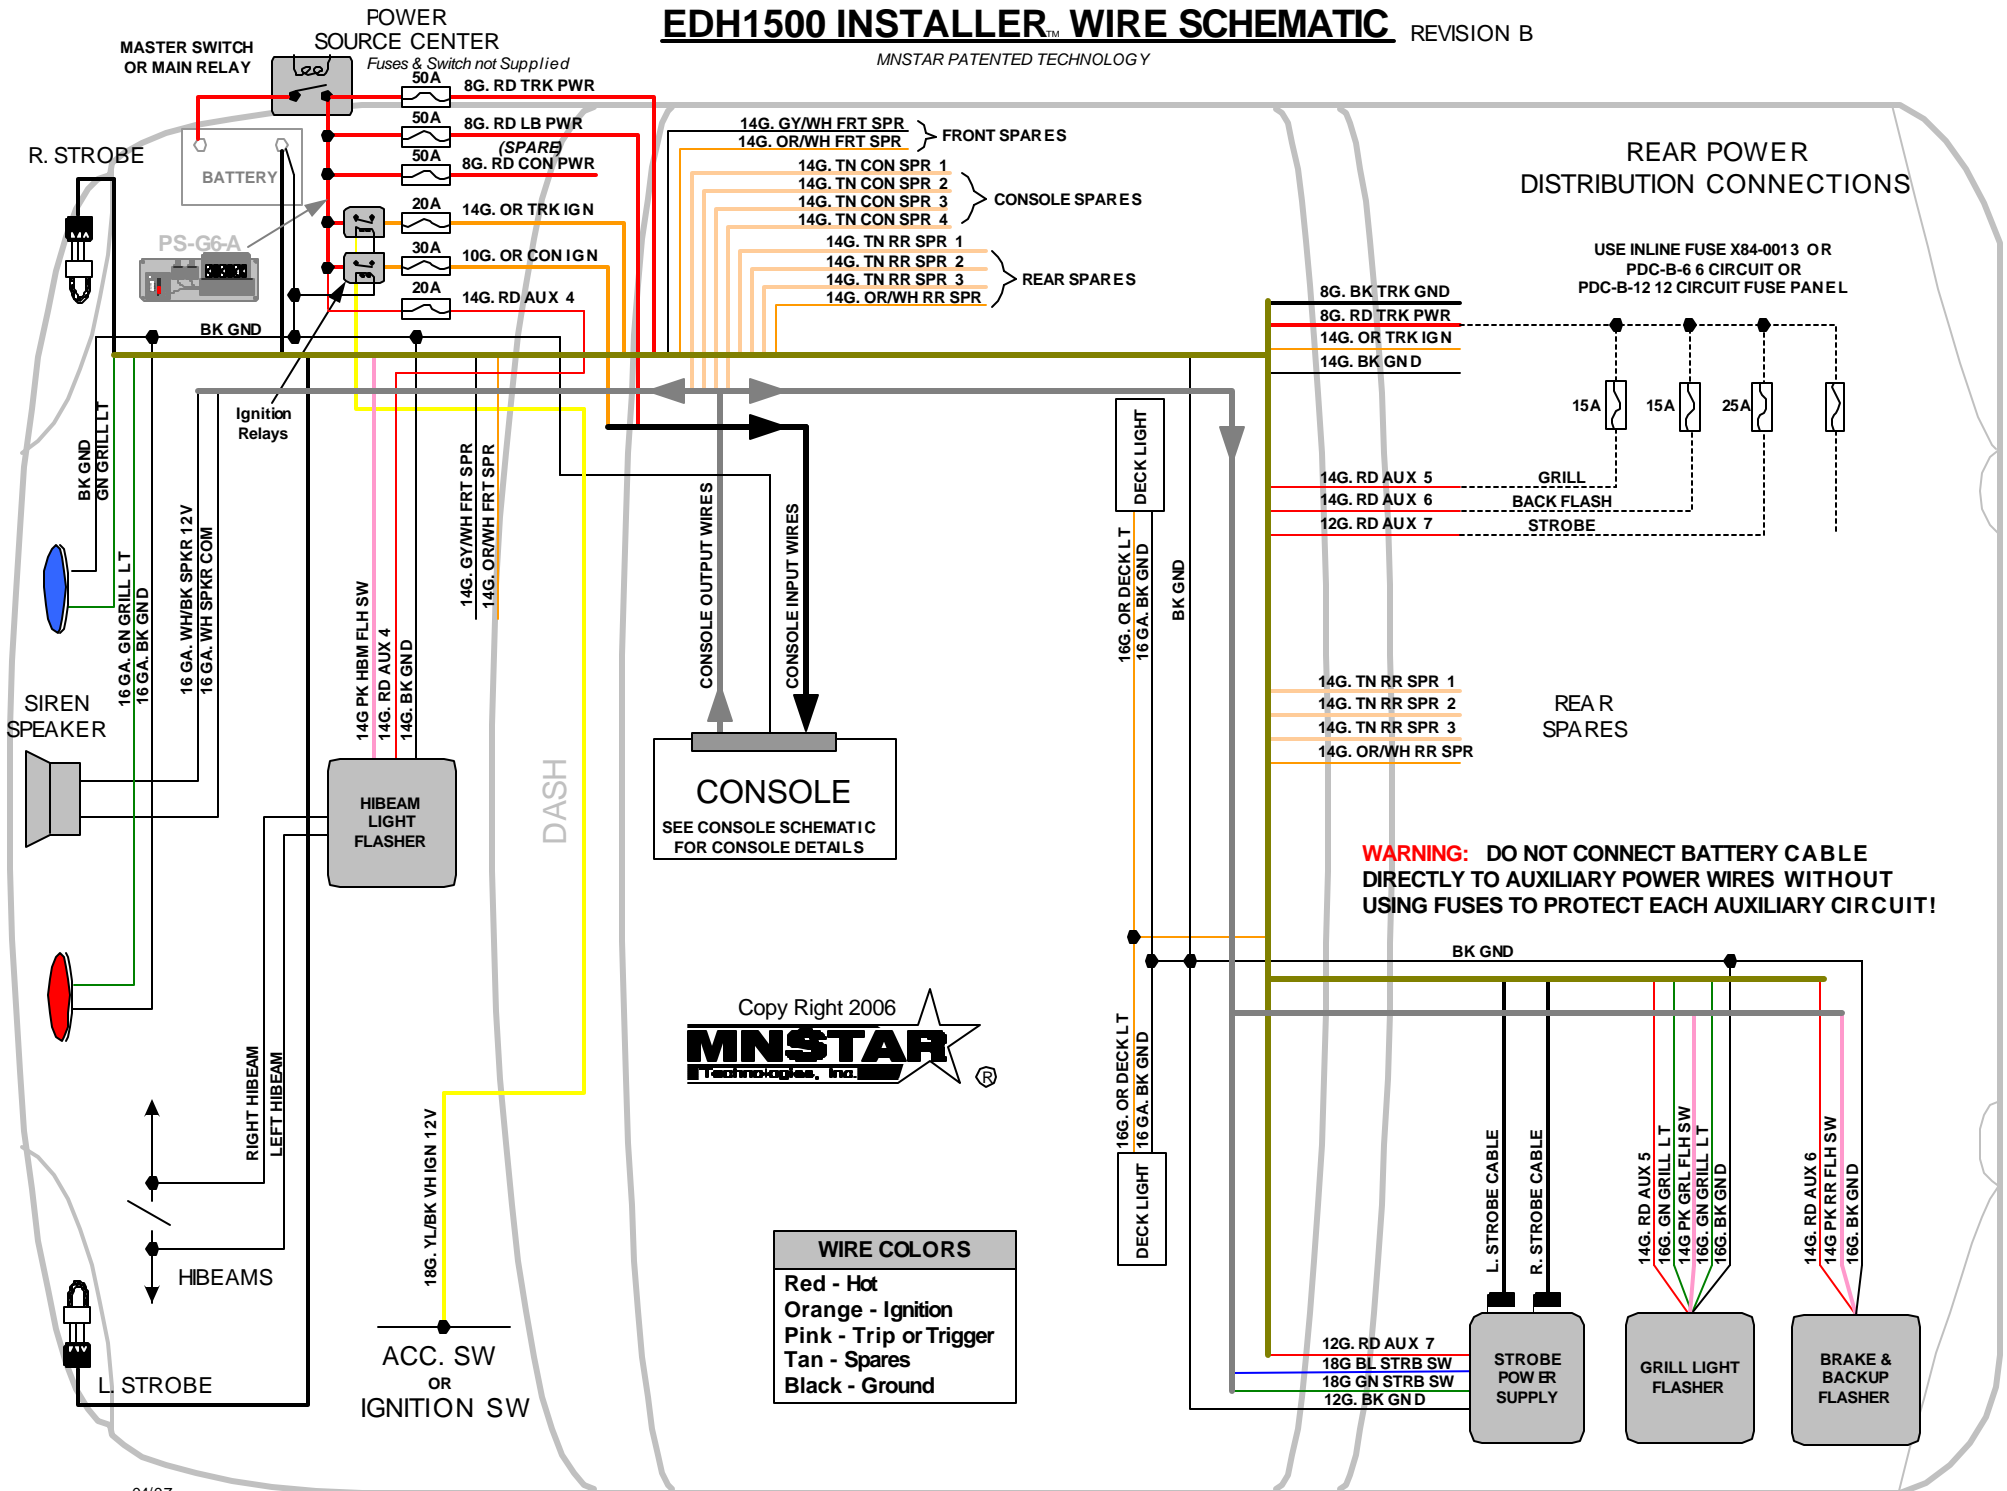 EDH1500 INSTALLER™ WIRE SCHEMATIC REVISION B
MNSTAR PATENTED TECHNOLOGY
POWER
SOURCE CENTER
Fuses & Switch not Supplied
MASTER SWITCH
OR MAIN RELAY
50A
8G. RD TRK PWR
50A
8G. RD LB PWR
(SPARE)
50A
8G. RD CON PWR
20A
14G. OR TRK IGN
30A
10G. OR CON IGN
20A
14G. RD AUX 4
R. STROBE
BATTERY
PS-G6-A
BK GND
Ignition
Relays
14G. GY/WH FRT SPR
14G. OR/WH FRT SPR
FRONT SPARES
14G. TN CON SPR 1
14G. TN CON SPR 2
14G. TN CON SPR 3
14G. TN CON SPR 4
CONSOLE SPARES
14G. TN RR SPR 1
14G. TN RR SPR 2
14G. TN RR SPR 3
14G. OR/WH RR SPR
REAR SPARES
REAR POWER
DISTRIBUTION CONNECTIONS
USE INLINE FUSE X84-0013 OR
PDC-B-6 6 CIRCUIT OR
PDC-B-12 12 CIRCUIT FUSE PANEL
8G. BK TRK GND
8G. RD TRK PWR
14G. OR TRK IGN
14G. BK GND
15A
15A
25A
14G. RD AUX 5
GRILL
14G. RD AUX 6
BACK FLASH
12G. RD AUX 7
STROBE
BK GND
GN GRILL LT
16 GA. GN GRILL LT
16 GA. BK GND
16 GA. WH/BK SPKR 12V
16 GA. WH SPKR COM
14G PK HBM FLH SW
14G. RD AUX 4
14G. BK GND
14G. GY/WH FRT SPR
14G. OR/WH FRT SPR
CONSOLE OUTPUT WIRES
CONSOLE INPUT WIRES
DECK LIGHT
16G. OR DECK LT
16 GA. BK GND
BK GND
SIREN
SPEAKER
HIBEAM
LIGHT
FLASHER
DASH
CONSOLE
SEE CONSOLE SCHEMATIC
FOR CONSOLE DETAILS
14G. TN RR SPR 1
14G. TN RR SPR 2
14G. TN RR SPR 3
14G. OR/WH RR SPR
REAR
SPARES
WARNING: DO NOT CONNECT BATTERY CABLE
DIRECTLY TO AUXILIARY POWER WIRES WITHOUT
USING FUSES TO PROTECT EACH AUXILIARY CIRCUIT!
BK GND
Copy Right 2006
MNSTAR
Technologies, Inc.
®
RIGHT HIBEAM
LEFT HIBEAM
HIBEAMS
18G. YL/BK VH IGN 12V
ACC. SW
OR
IGNITION SW
L. STROBE
WIRE COLORS
Red - Hot
Orange - Ignition
Pink - Trip or Trigger
Tan - Spares
Black - Ground
16G. OR DECK LT
16 GA. BK GND
DECK LIGHT
L. STROBE CABLE
R. STROBE CABLE
14G. RD AUX 5
16G. GN GRILL LT
14G PK GRL FLH SW
16G. GN GRILL LT
16G. BK GND
14G. RD AUX 6
14G PK RR FLH SW
16G. BK GND
12G. RD AUX 7
18G BL STRB SW
18G GN STRB SW
12G. BK GND
STROBE
POWER
SUPPLY
GRILL LIGHT
FLASHER
BRAKE &
BACKUP
FLASHER